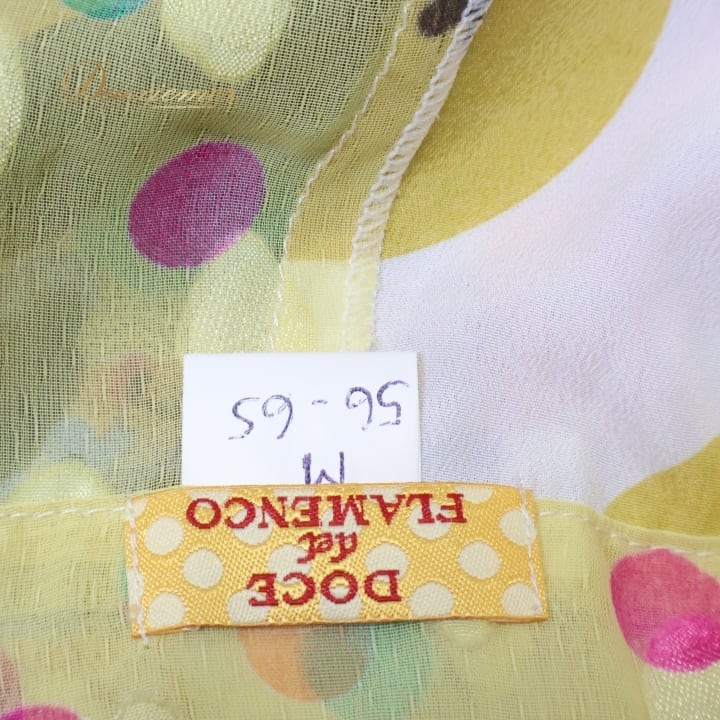 DOCE
del
FLAMENCO
M
56 - 65